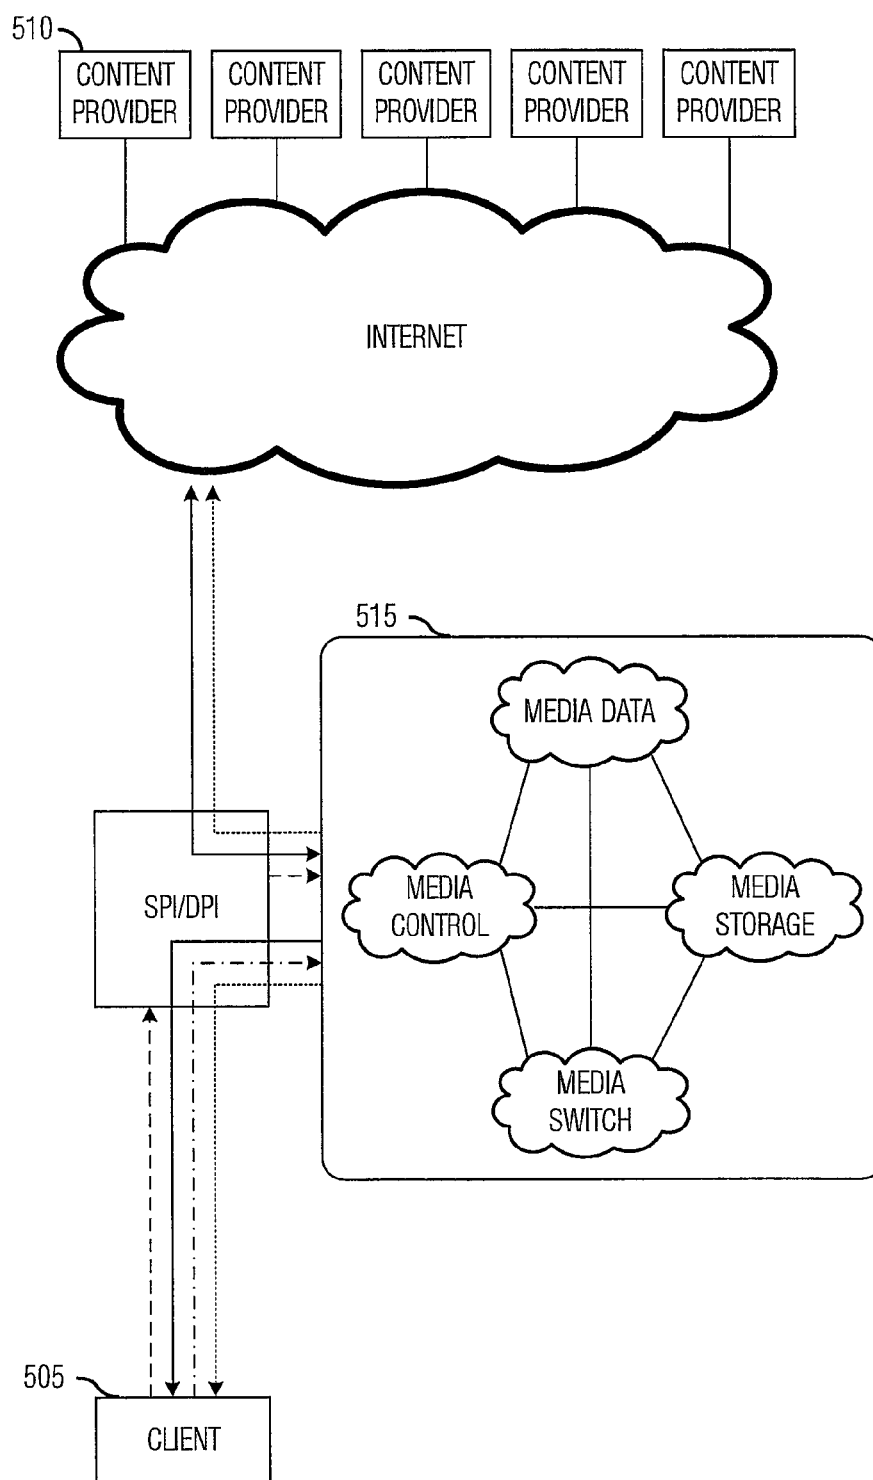 510
CONTENT
PROVIDER
CONTENT
PROVIDER
CONTENT
PROVIDER
CONTENT
PROVIDER
CONTENT
PROVIDER
INTERNET
515
MEDIA DATA
MEDIA
CONTROL
MEDIA
STORAGE
SPI/DPI
MEDIA
SWITCH
505
CLIENT